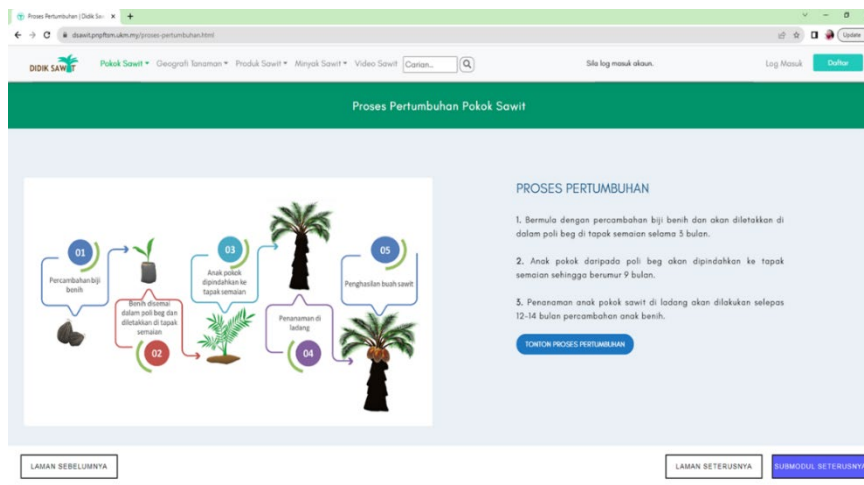 Proses Pertumbuhan | Didik Sa
dsawit.pnpftsm.ukm.my/proses-pertumbuhan.html
Update
DIDIK SAWIT
Pokok Sawit
Geografi Tanaman
Produk Sawit
Minyak Sawit
Video Sawit
Carian...
Sila log masuk akaun.
Log Masuk
Daftar
Proses Pertumbuhan Pokok Sawit
01
Percambahan biji
benih
Benih disemai
dalam poli beg dan
diletakkan di tapak
semaian
02
03
Anak pokok
dipindahkan ke
tapak semaian
Penanaman di
ladang
04
05
Penghasilan buah sawit
PROSES PERTUMBUHAN
1. Bermula dengan percambahan biji benih dan akan diletakkan di
dalam poli beg di tapak semaian selama 3 bulan.
2. Anak pokok daripada poli beg akan dipindahkan ke tapak
semaian sehingga berumur 9 bulan.
3. Penanaman anak pokok sawit di ladang akan dilakukan selepas
12-14 bulan percambahan anak benih.
TONTON PROSES PERTUMBUHAN
LAMAN SEBELUMNYA
LAMAN SETERUSNYA
SUBMODUL SETERUSNYA